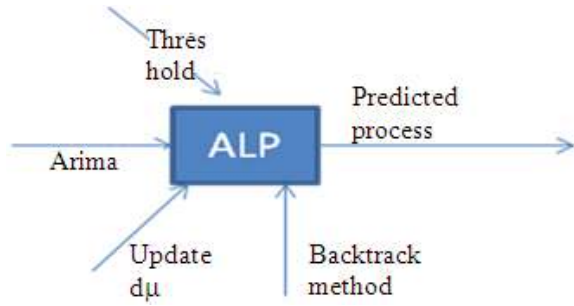 Thres
hold
Predicted
process
ALP
Arima
Update
dµ
Backtrack
method